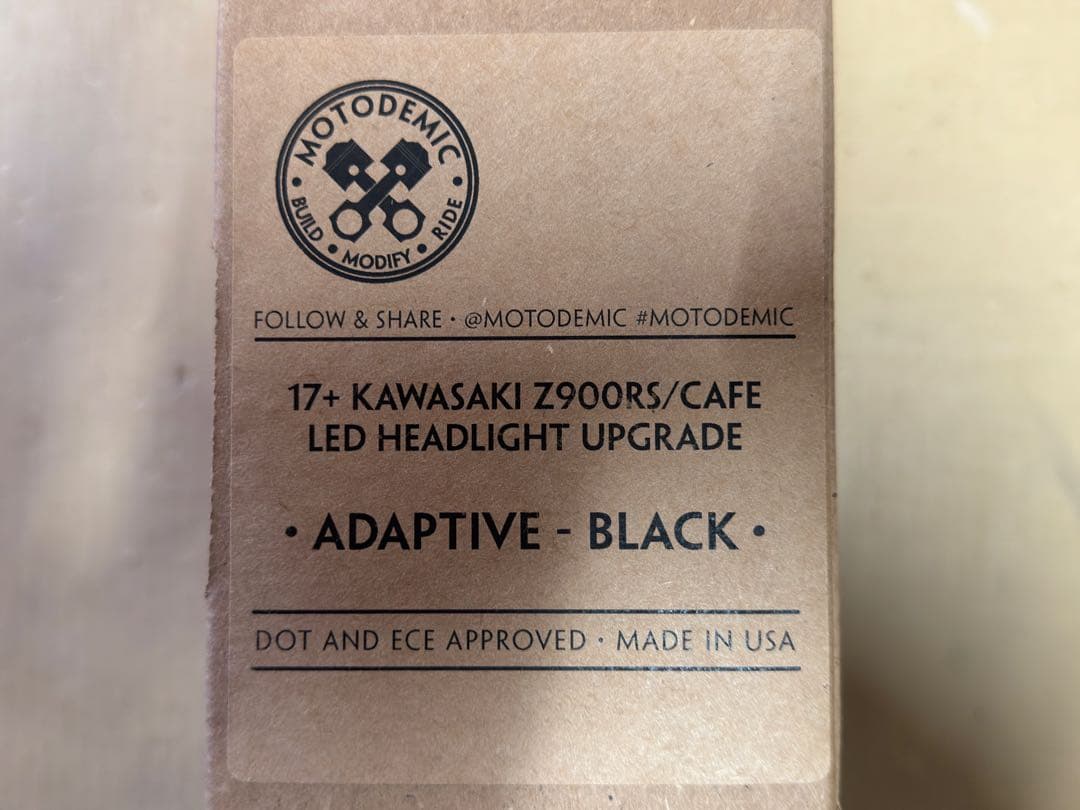 MOTODEMIC
• BUILD • MODIFY • RIDE •
FOLLOW & SHARE • @MOTODEMIC #MOTODEMIC
17+ KAWASAKI Z900RS/CAFE
LED HEADLIGHT UPGRADE
• ADAPTIVE - BLACK •
DOT AND ECE APPROVED • MADE IN USA